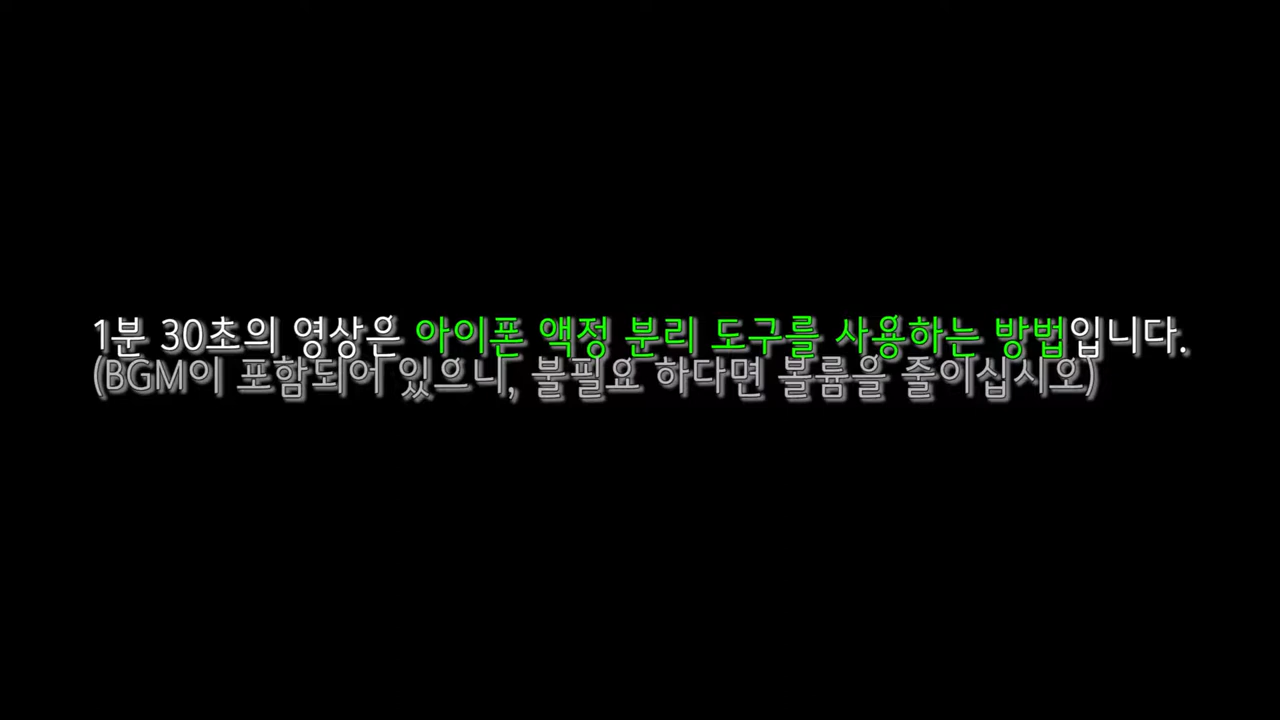 1분 30초의 영상은 아이폰 액정 분리 도구를 사용하는 방법입니다.
(BGM이 포함되어 있으니, 불필요 하다면 볼륨을 줄이십시오)